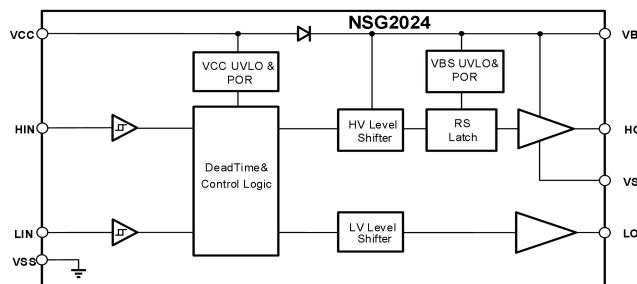 NSG2024
VCC
VB
VCC UVLO &
POR
VBS UVLO&
POR
HIN
DeadTime&
Control Logic
HV Level
Shifter
RS
Latch
HO
VS
LIN
LV Level
Shifter
LO
VSS